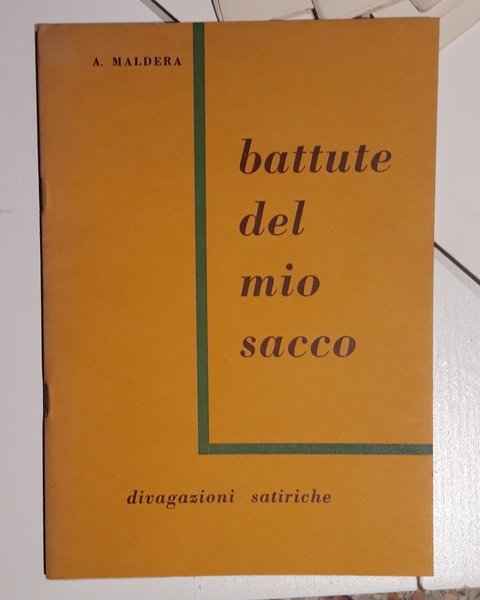 A. MALDERA
battute
del
mio
sacco
divagazioni satiriche